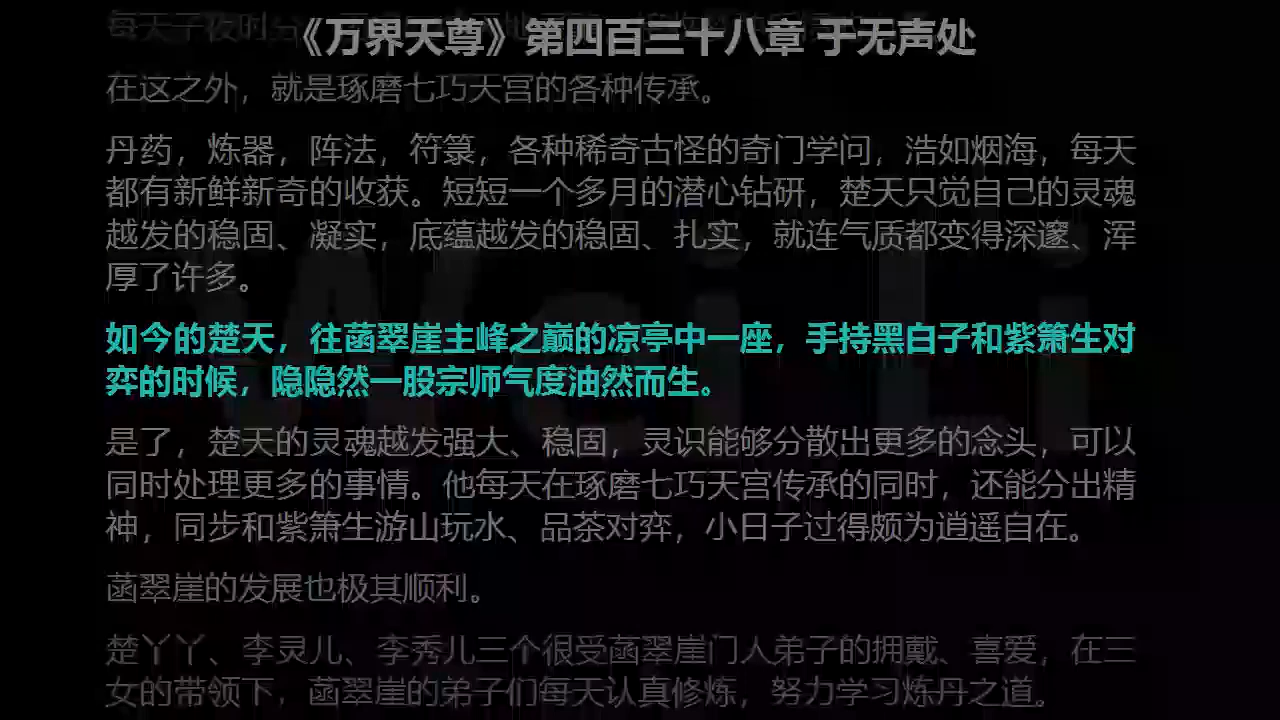 《万界天尊》第四百三十八章 于无声处
每天子夜时分
在这之外，就是琢磨七巧天宫的各种传承。
丹药，炼器，阵法，符箓，各种稀奇古怪的奇门学问，浩如烟海，每天
都有新鲜新奇的收获。短短一个多月的潜心钻研，楚天只觉自己的灵魂
越发的稳固、凝实，底蕴越发的稳固、扎实，就连气质都变得深邃、浑
厚了许多。
如今的楚天，往菡翠崖主峰之巅的凉亭中一座，手持黑白子和紫箫生对
弈的时候，隐隐然一股宗师气度油然而生。
是了，楚天的灵魂越发强大、稳固，灵识能够分散出更多的念头，可以
同时处理更多的事情。他每天在琢磨七巧天宫传承的同时，还能分出精
神，同步和紫箫生游山玩水、品茶对弈，小日子过得颇为逍遥自在。
菡翠崖的发展也极其顺利。
楚丫丫、李灵儿、李秀儿三个很受菡翠崖门人弟子的拥戴、喜爱，在三
女的带领下，菡翠崖的弟子们每天认真修炼，努力学习炼丹之道。
Wei Li